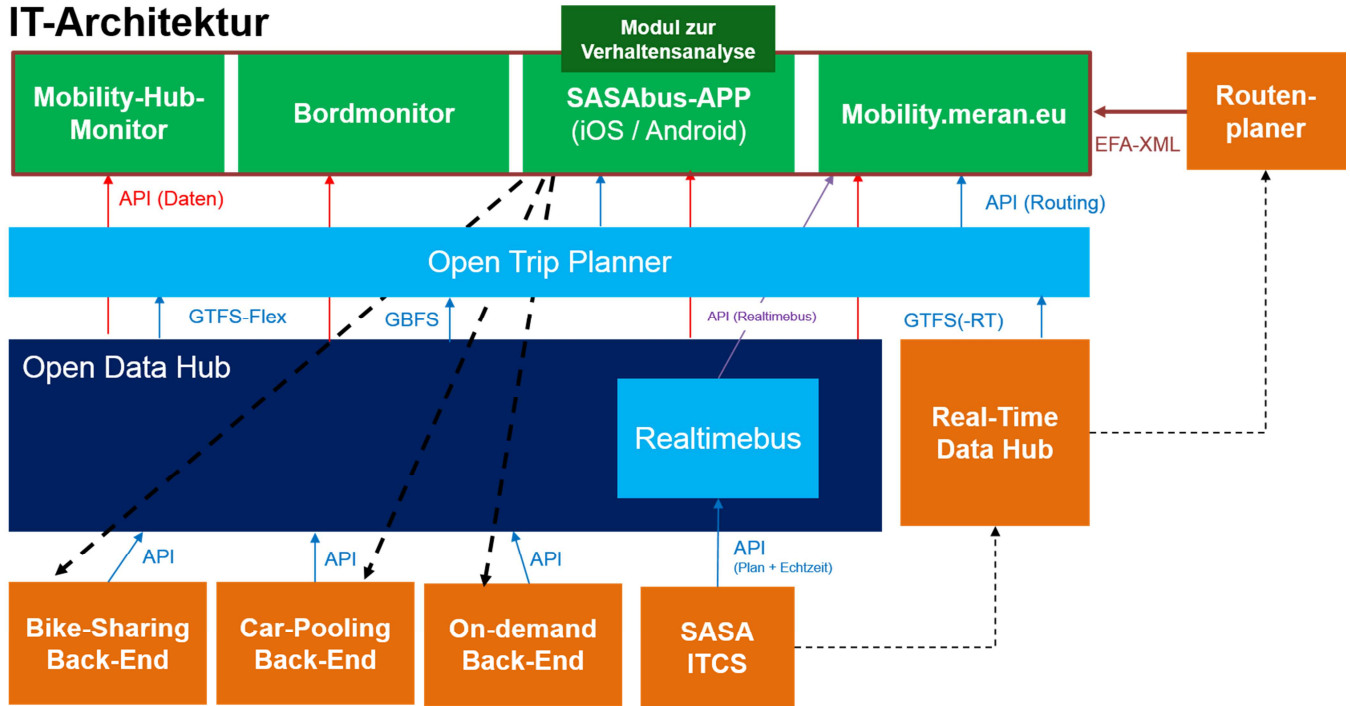 IT-Architektur
Modul zur
Verhaltensanalyse
Mobility-Hub-
Monitor
Bordmonitor
SASAbus-APP
(iOS / Android)
Mobility.meran.eu
Routen-
planer
EFA-XML
API (Daten)
API (Routing)
Open Trip Planner
GTFS-Flex
GBFS
API (Realtimebus)
GTFS(-RT)
Open Data Hub
Realtimebus
Real-Time
Data Hub
API
API
API
API
(Plan + Echtzeit)
Bike-Sharing
Back-End
Car-Pooling
Back-End
On-demand
Back-End
SASA
ITCS